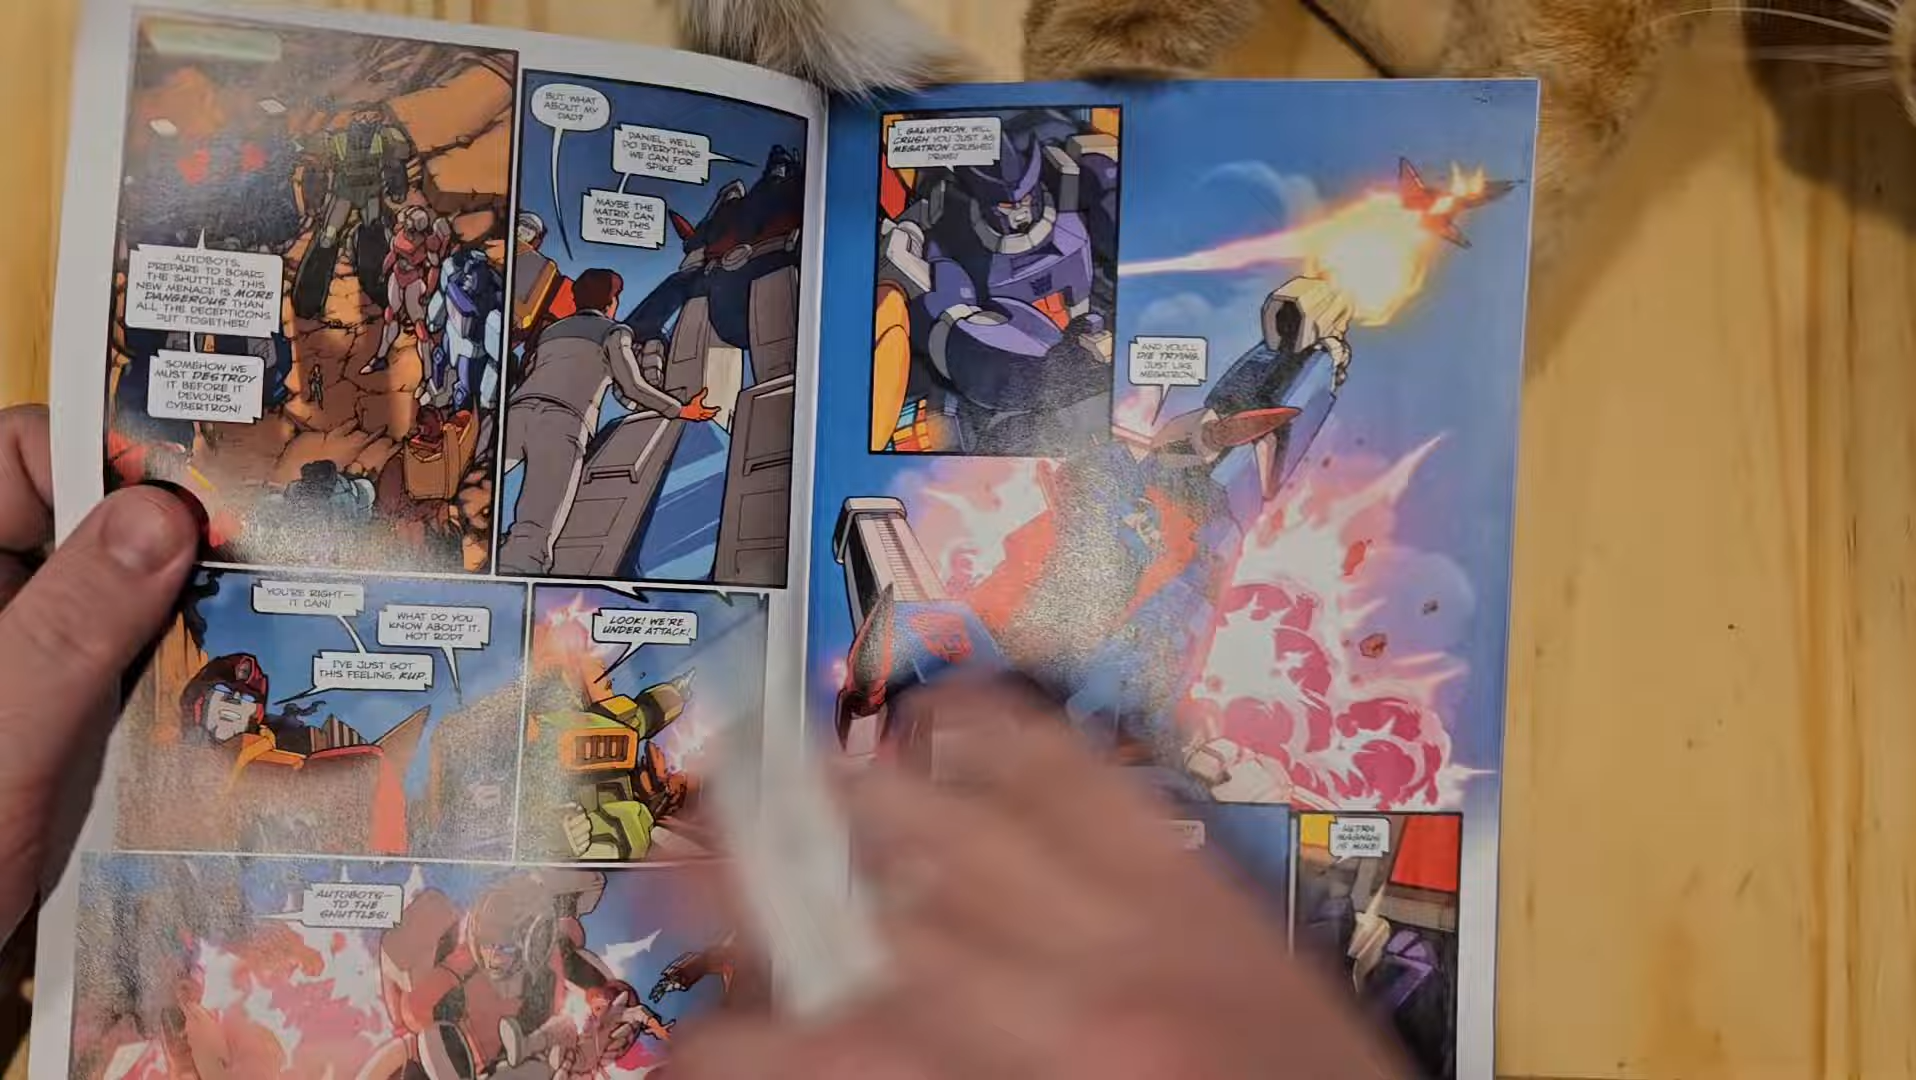 AUTOBOTS,
PREPARE TO BOARD
THE SHUTTLES. THIS
NEW MENACE IS MORE
DANGEROUS THAN
ALL THE DECEPTICONS
PUT TOGETHER!
SOMEHOW WE
MUST DESTROY
IT BEFORE IT
DEVOURS
CYBERTRON!
BUT WHAT
ABOUT MY
DAD?
DANIEL, WE'LL
DO EVERYTHING
WE CAN FOR
SPIKE!
MAYBE THE
MATRIX CAN
STOP THIS
MENACE.
YOU'RE RIGHT—
IT CAN!
WHAT DO YOU
KNOW ABOUT IT,
HOT ROD?
I'VE JUST GOT
THIS FEELING, KUP.
LOOK! WE'RE
UNDER ATTACK!
AUTOBOTS—
TO THE
SHUTTLES!
I, GALVATRON, WILL
CRUSH YOU JUST AS
MEGATRON CRUSHED
PRIME!
AND YOU'LL
DIE TRYING,
JUST LIKE
MEGATRON!
ULTRA
MAGNUS
IS MINE!